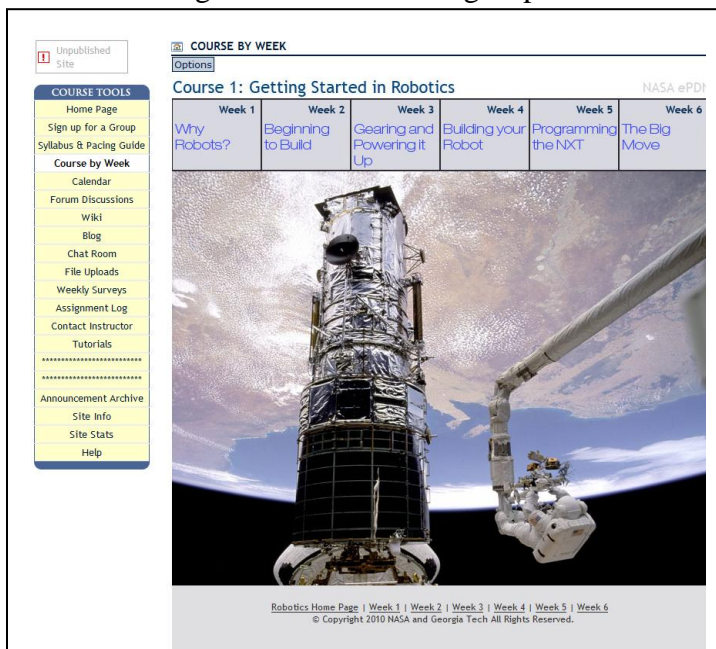 Unpublished
Site
COURSE TOOLS
Home Page
Sign up for a Group
Syllabus & Pacing Guide
Course by Week
Calendar
Forum Discussions
Wiki
Blog
Chat Room
File Uploads
Weekly Surveys
Assignment Log
Contact Instructor
Tutorials
**************************
**************************
Announcement Archive
Site Info
Site Stats
Help
COURSE BY WEEK
Options
Course 1: Getting Started in Robotics
NASA ePDN
Week 1 Week 2 Week 3 Week 4 Week 5 Week 6
Why Robots?
Beginning to Build
Gearing and Powering it Up
Building your Robot
Programming the NXT
The Big Move
Robotics Home Page | Week 1 | Week 2 | Week 3 | Week 4 | Week 5 | Week 6
© Copyright 2010 NASA and Georgia Tech All Rights Reserved.